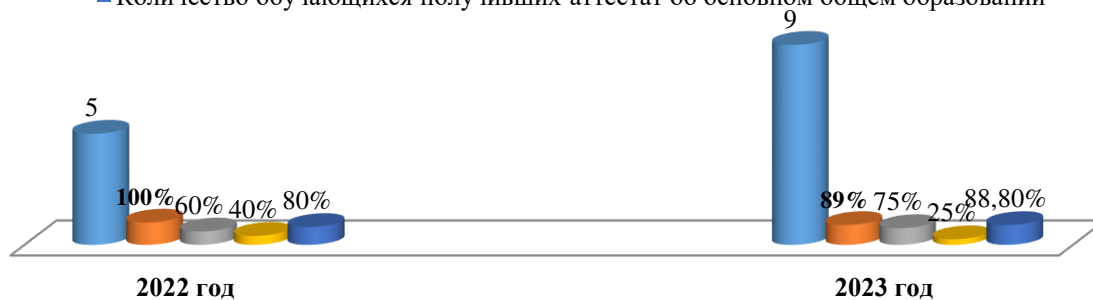 Количество обучающихся получивших аттестат об основном общем образовании
9
5
100% 60% 40% 80%
89% 75% 25% 88,80%
2022 год
2023 год